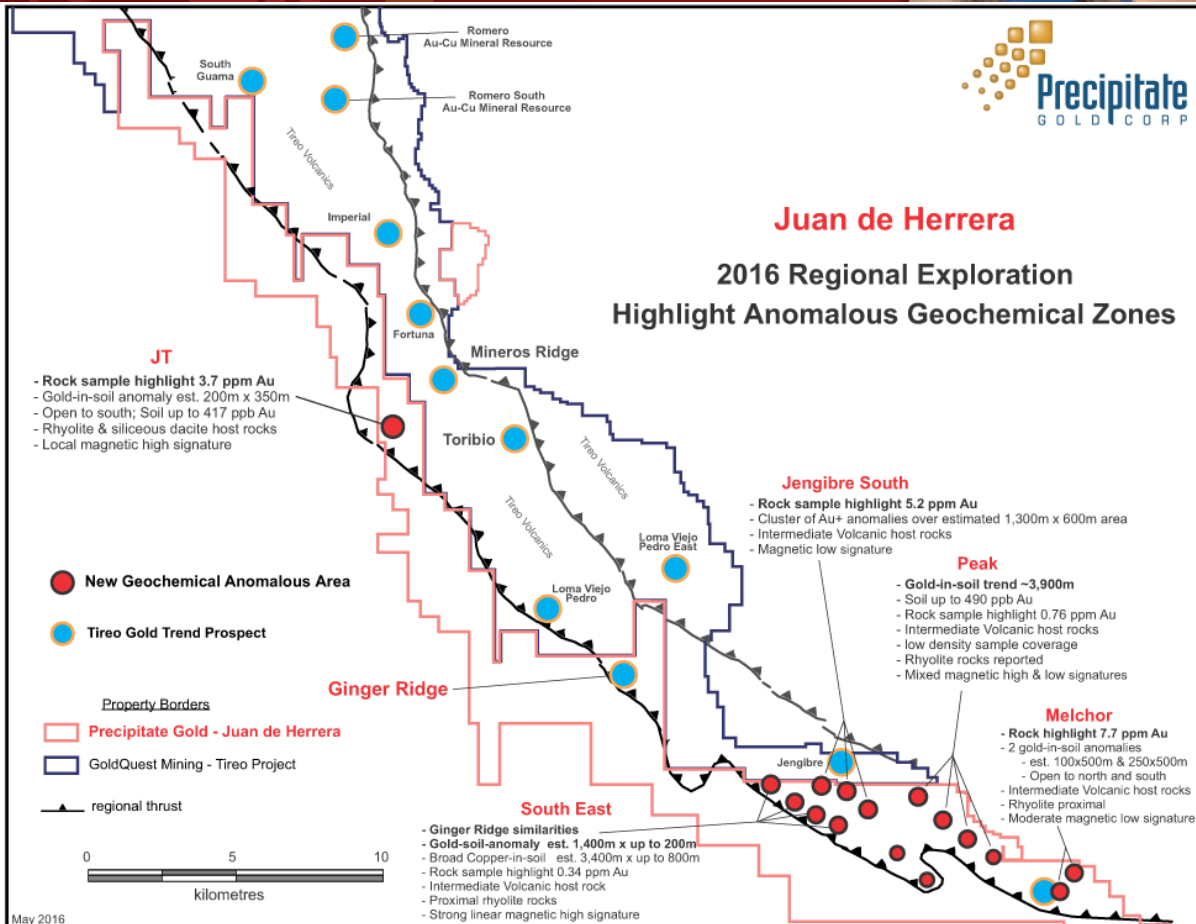 Romero
Au-Cu Mineral Resource
South
Guama
Romero South
Au-Cu Mineral Resource
Precipitate
GOLD CORP
Tireo Volcanics
Juan de Herrera
2016 Regional Exploration
Highlight Anomalous Geochemical Zones
Imperial
Fortuna
Mineros Ridge
JT
- Rock sample highlight 3.7 ppm Au
- Gold-in-soil anomaly est. 200m x 350m
- Open to south; Soil up to 417 ppb Au
- Rhyolite & siliceous dacite host rocks
- Local magnetic high signature
Toribio
Tireo Volcanics
Tireo Volcanics
Jengibre South
- Rock sample highlight 5.2 ppm Au
- Cluster of Au+ anomalies over estimated 1,300m x 600m area
- Intermediate Volcanic host rocks
- Magnetic low signature
Loma Viejo
Pedro East
Loma Viejo
Pedro
Peak
- Gold-in-soil trend ~3,900m
- Soil up to 490 ppb Au
- Rock sample highlight 0.76 ppm Au
- Intermediate Volcanic host rocks
- low density sample coverage
- Rhyolite rocks reported
- Mixed magnetic high & low signatures
New Geochemical Anomalous Area
Tireo Gold Trend Prospect
Ginger Ridge
Property Borders
Precipitate Gold - Juan de Herrera
GoldQuest Mining - Tireo Project
regional thrust
Melchor
- Rock highlight 7.7 ppm Au
- 2 gold-in-soil anomalies
- est. 100x500m & 250x500m
- Open to north and south
- Intermediate Volcanic host rocks
- Rhyolite proximal
- Moderate magnetic low signature
Jengibre
South East
- Ginger Ridge similarities
- Gold-soil-anomaly est. 1,400m x up to 200m
- Broad Copper-in-soil est. 3,400m x up to 800m
- Rock sample highlight 0.34 ppm Au
- Intermediate Volcanic host rock
- Proximal rhyolite rocks
- Strong linear magnetic high signature
0 5 10
kilometres
May 2016